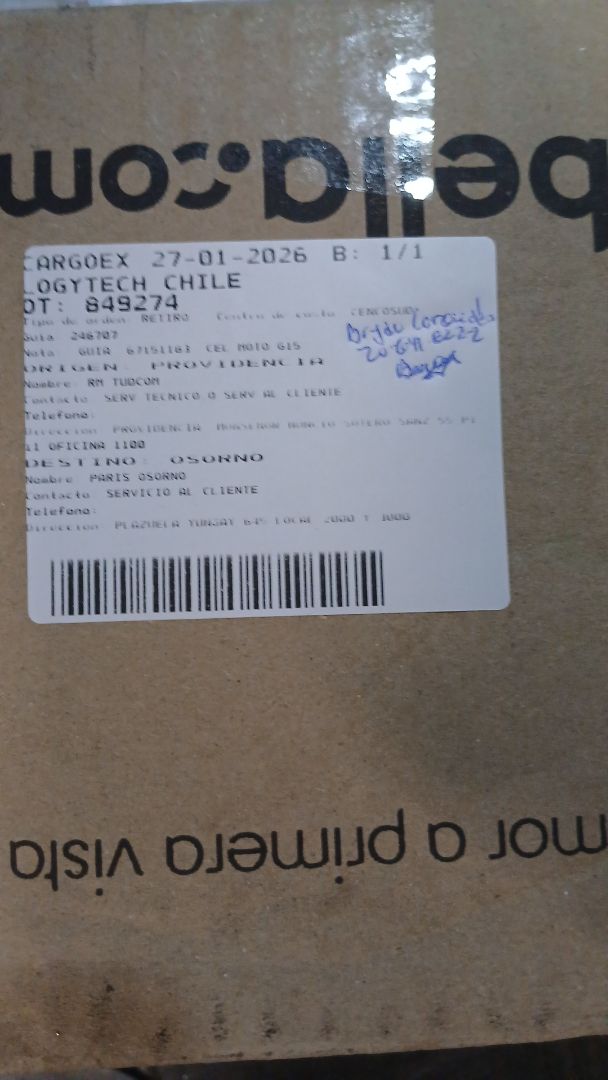 bella.com
CARGOEX 27-01-2026 B: 1/1
LOGYTECH CHILE
OT: 849274
Tipo de orden: RETIRO Centro de costo CENCOSUD
Guia 246707
Nota GUIA 67151163 CEL MOTO G15
ORIGEN: PROVIDENCIA
Nombre: RM TUDCOM
Contacto SERV TECNICO O SERV AL CLIENTE
Telefono:
Direccion PROVIDENCIA MONSENOR NUNCIO SOTERO SANZ 55 PI
11 OFICINA 1100
DESTINO: OSORNO
Nombre PARIS OSORNO
Contacto SERVICIO AL CLIENTE
Telefono:
Direccion PLAZUELA YUNGAY 645 LOCAL 2000 Y 3000
mor a primera vista